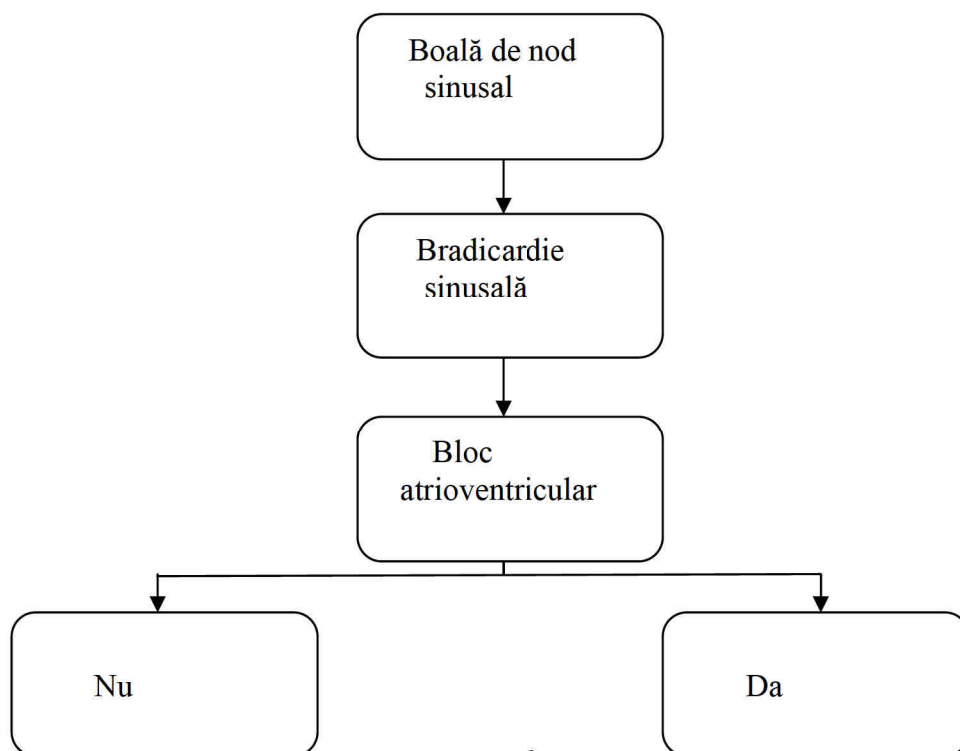 Boală de nod
sinusal
Bradicardie
sinusală
Bloc
atrioventricular
Nu
Da